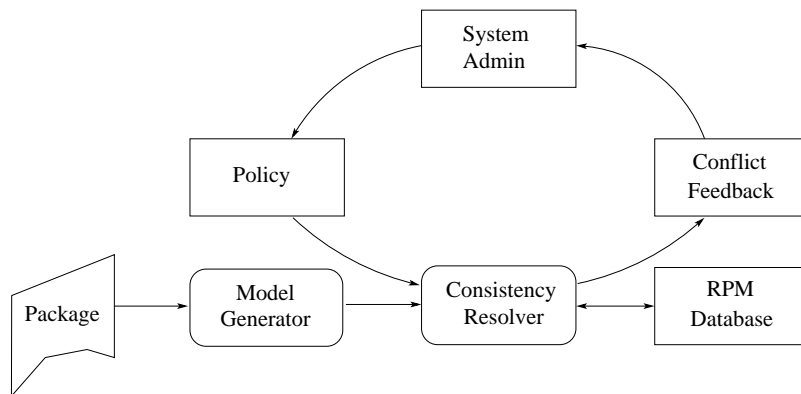 System
Admin
Policy
Conflict
Feedback
Package
Model
Generator
Consistency
Resolver
RPM
Database